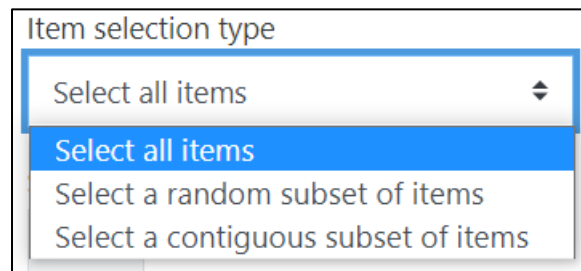 Item selection type
Select all items
Select all items
Select a random subset of items
Select a contiguous subset of items